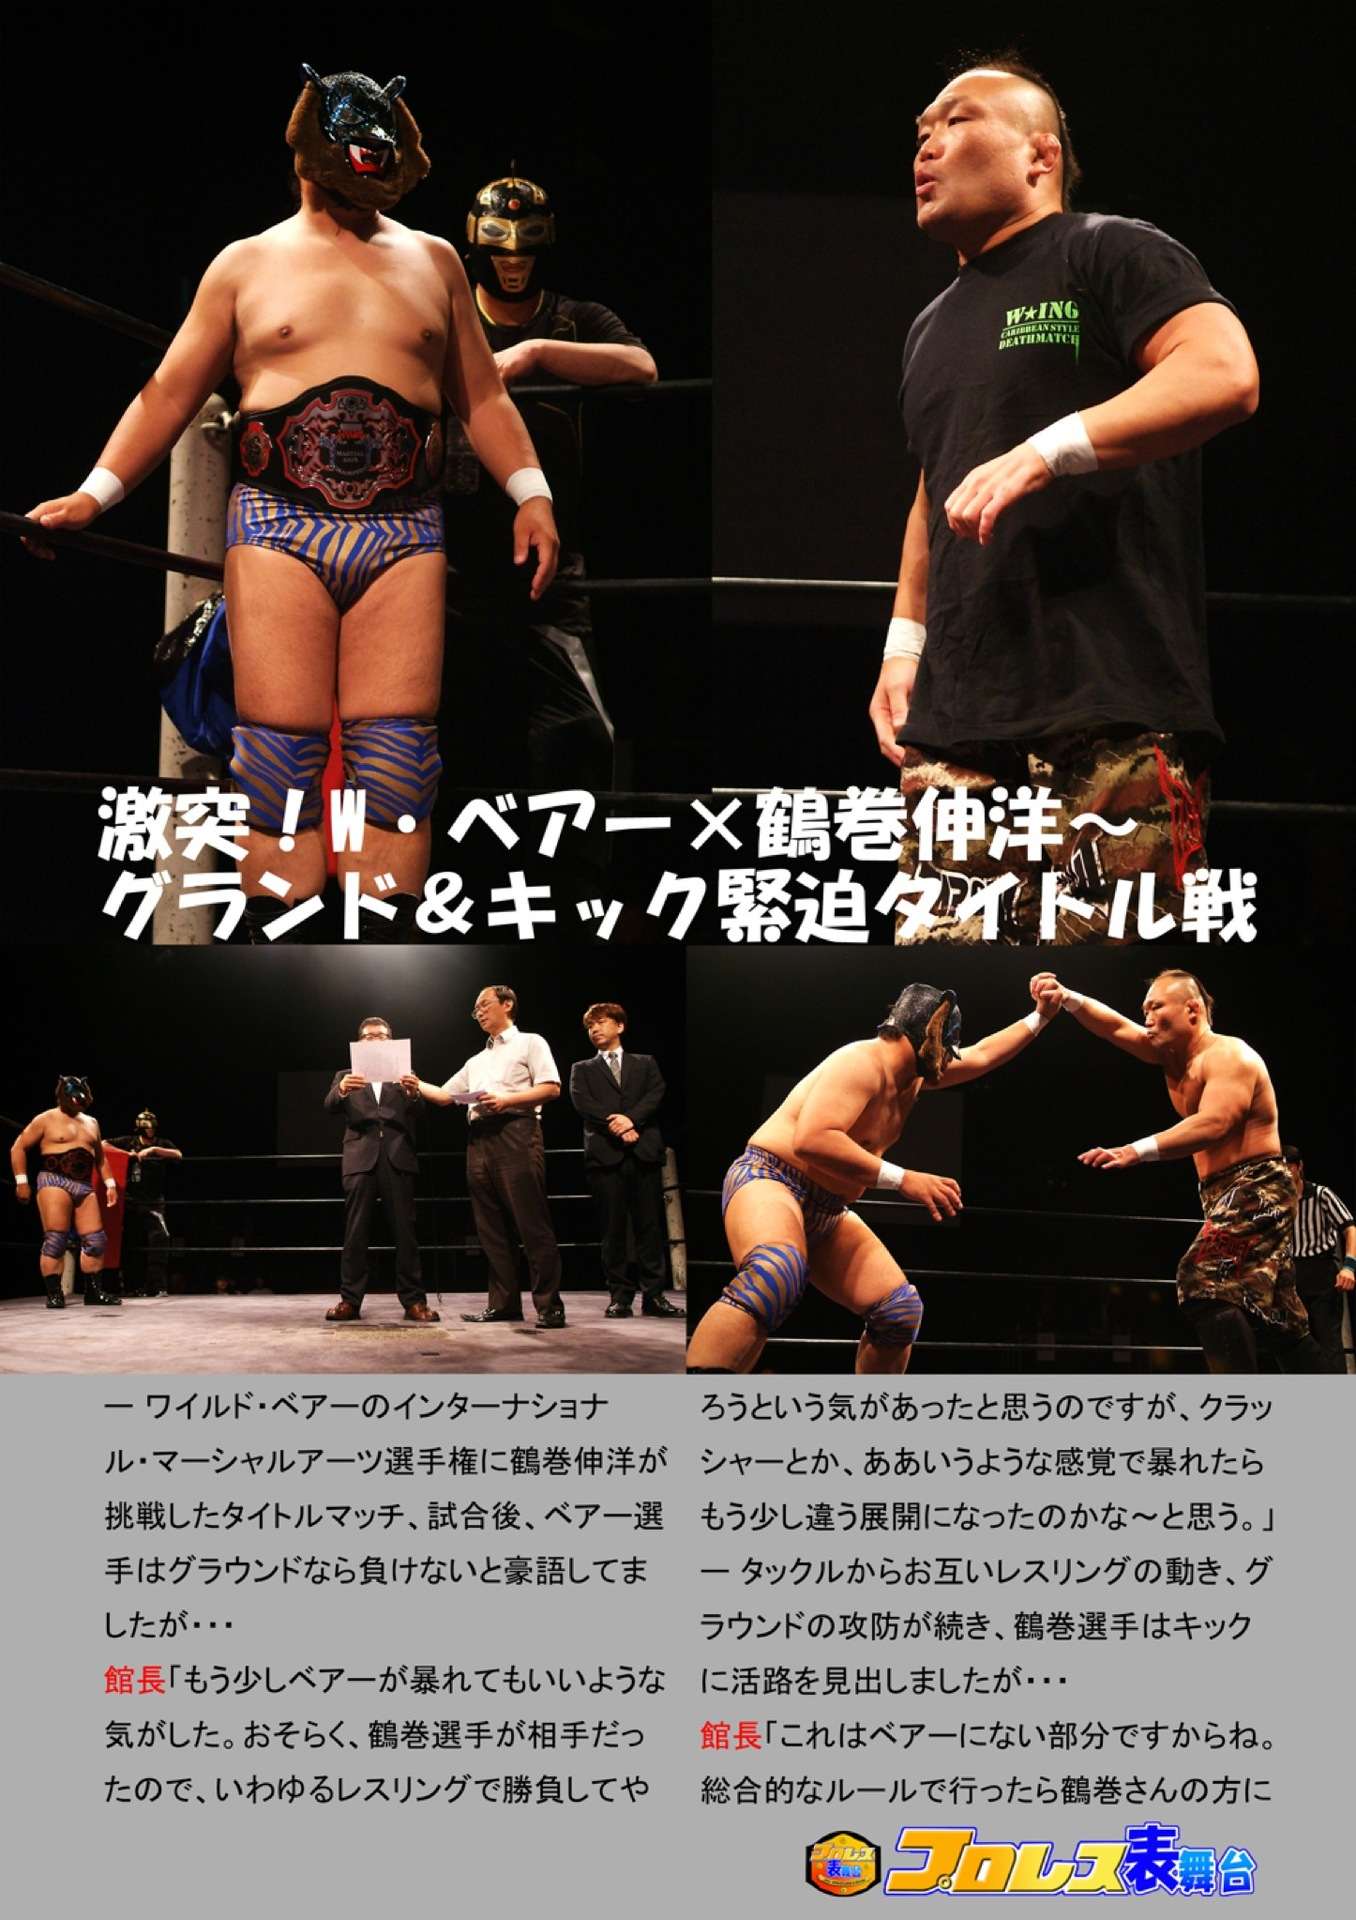 W★ING
CARIBBEAN STYLE
DEATHMATCH
MARTIAL
ARTS
激突！W・ベアー×鶴巻伸洋～
グランド＆キック緊迫タイトル戦
― ワイルド・ベアーのインターナショナ
ル・マーシャルアーツ選手権に鶴巻伸洋が
挑戦したタイトルマッチ、試合後、ベアー選
手はグラウンドなら負けないと豪語してま
したが・・・
館長「もう少しベアーが暴れてもいいような
気がした。おそらく、鶴巻選手が相手だっ
たので、いわゆるレスリングで勝負してや
ろうという気があったと思うのですが、クラッ
シャーとか、ああいうような感覚で暴れたら
もう少し違う展開になったのかな～と思う。」
― タックルからお互いレスリングの動き、グ
ラウンドの攻防が続き、鶴巻選手はキック
に活路を見出しましたが・・・
館長「これはベアーにない部分ですからね。
総合的なルールで行ったら鶴巻さんの方に
プロレス
表舞台
プロレス表舞台